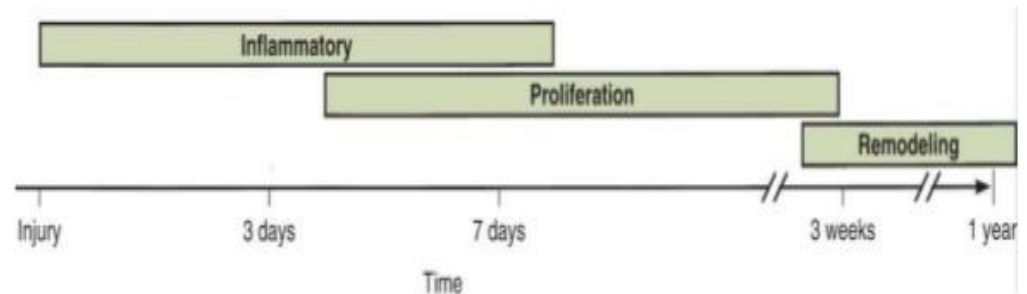 Inflammatory
Proliferation
Remodeling
Injury 3 days 7 days 3 weeks 1 year
Time